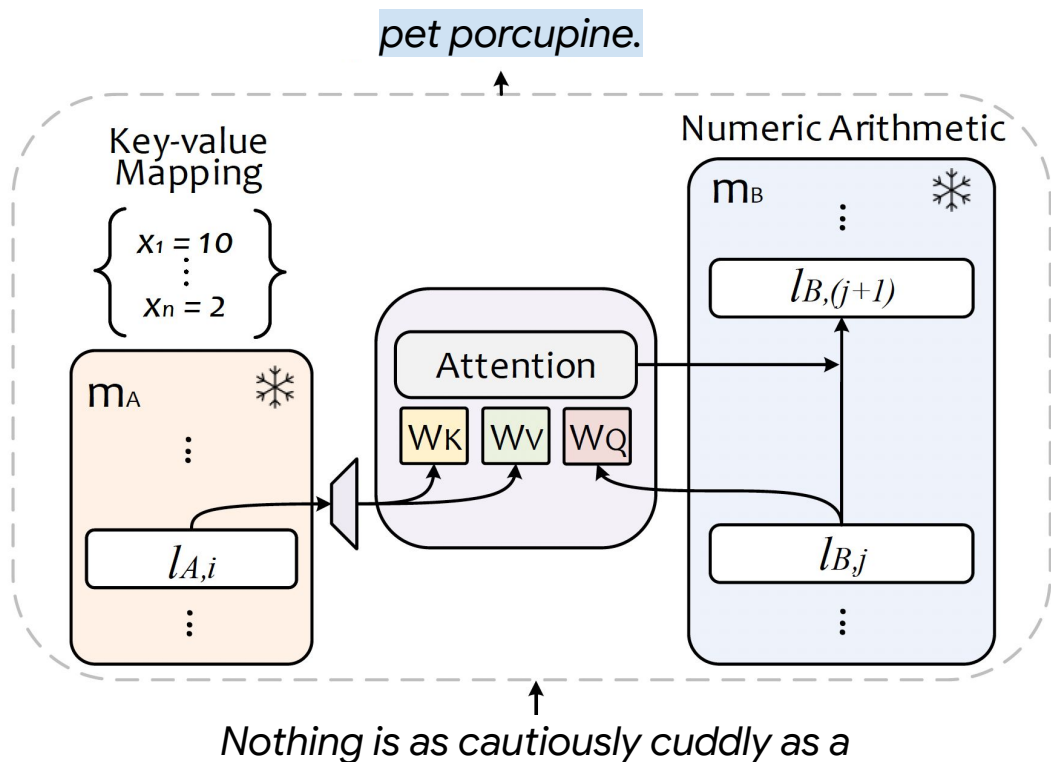 pet porcupine.
Key-value
Mapping
x₁ = 10
⋮
xₙ = 2
Numeric Arithmetic
mB
⋮
lB,(j+1)
Attention
WK WV WQ
mA
⋮
lA,i
⋮
lB,j
⋮
Nothing is as cautiously cuddly as a